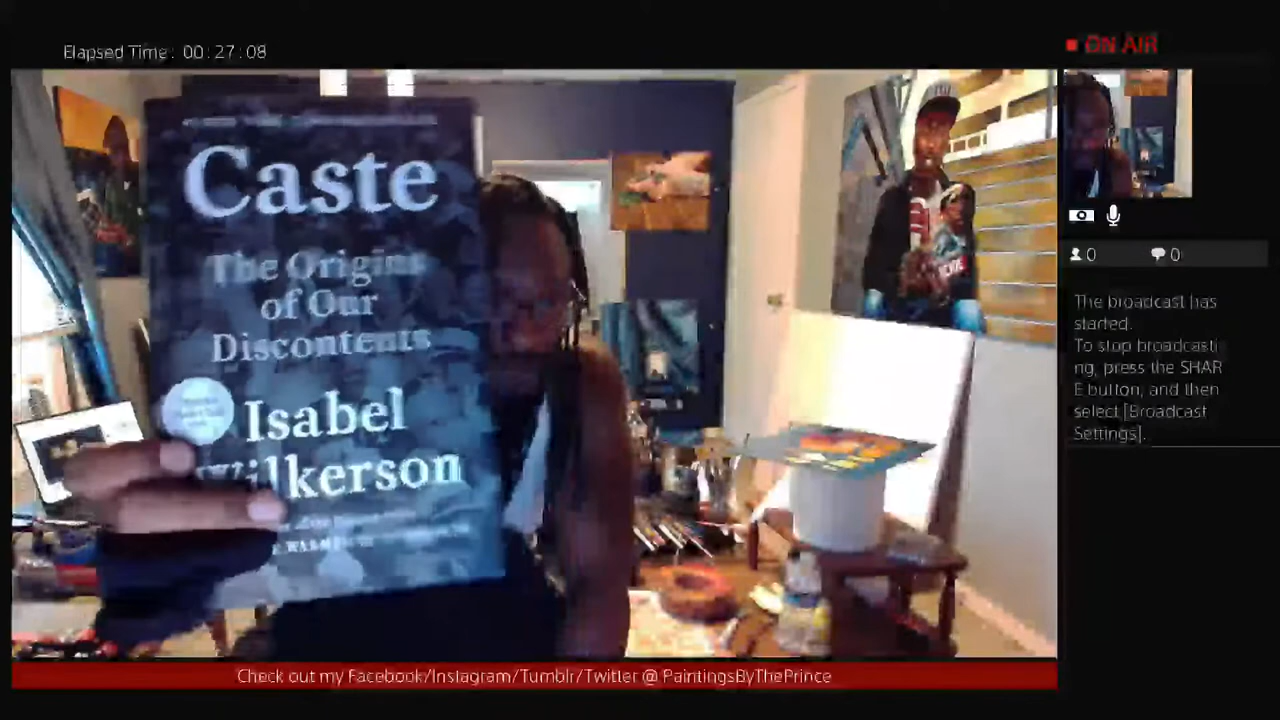 Elapsed Time: 00:27:08
ON AIR
Caste
The Origins
of Our
Discontents
Isabel
Wilkerson
0 0
The broadcast has
started.
To stop broadcasti
ng, press the SHAR
E button, and then
select [Broadcast
Settings].
Check out my Facebook/Instagram/Tumblr/Twitter @ PaintingsByThePrince